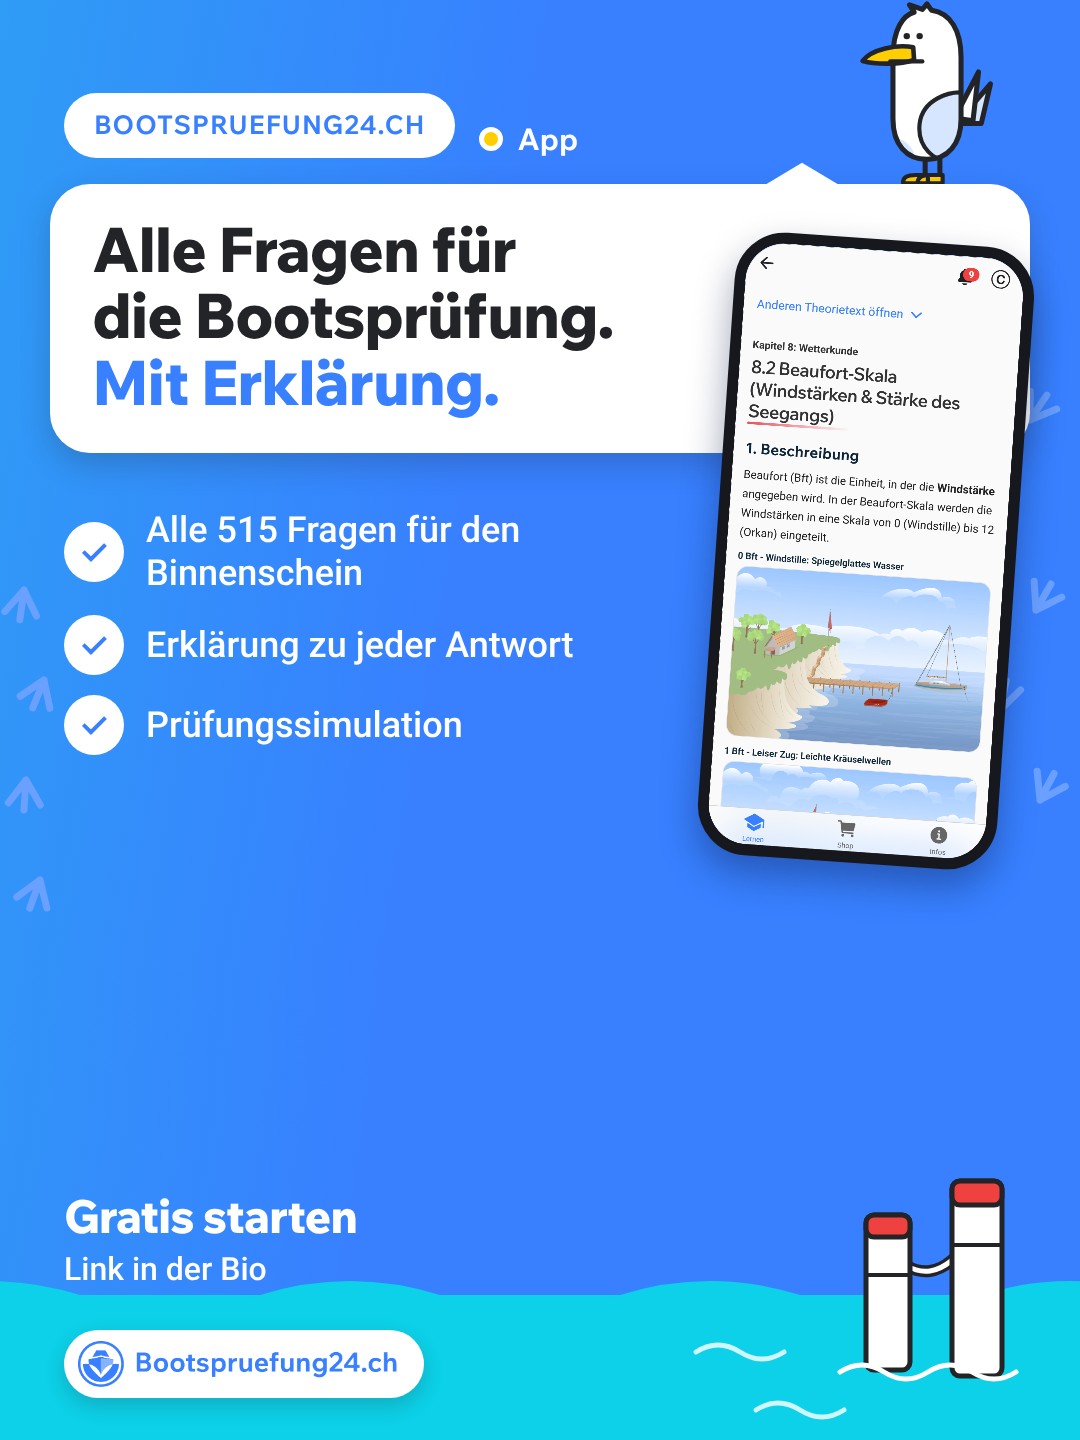 BOOTSPRUEFUNG24.CH
App
Alle Fragen für
die Bootsprüfung.
Mit Erklärung.
Alle 515 Fragen für den
Binnenschein
Erklärung zu jeder Antwort
Prüfungssimulation
9
C
Anderen Theorietext öffnen
Kapitel 8: Wetterkunde
8.2 Beaufort-Skala
(Windstärken & Stärke des
Seegangs)
1. Beschreibung
Beaufort (Bft) ist die Einheit, in der die Windstärke
angegeben wird. In der Beaufort-Skala werden die
Windstärken in eine Skala von 0 (Windstille) bis 12
(Orkan) eingeteilt.
0 Bft - Windstille: Spiegelglattes Wasser
1 Bft - Leiser Zug: Leichte Kräuselwellen
Lernen
Shop
Infos
Gratis starten
Link in der Bio
Bootspruefung24.ch